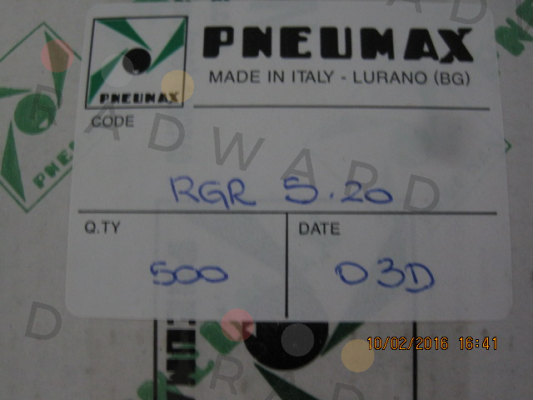 PNEUMAX
PNEUMAX
MADE IN ITALY - LURANO (BG)
CODE
RGR 5.20
Q.TY
DATE
500
03D
10/02/2016 16:41